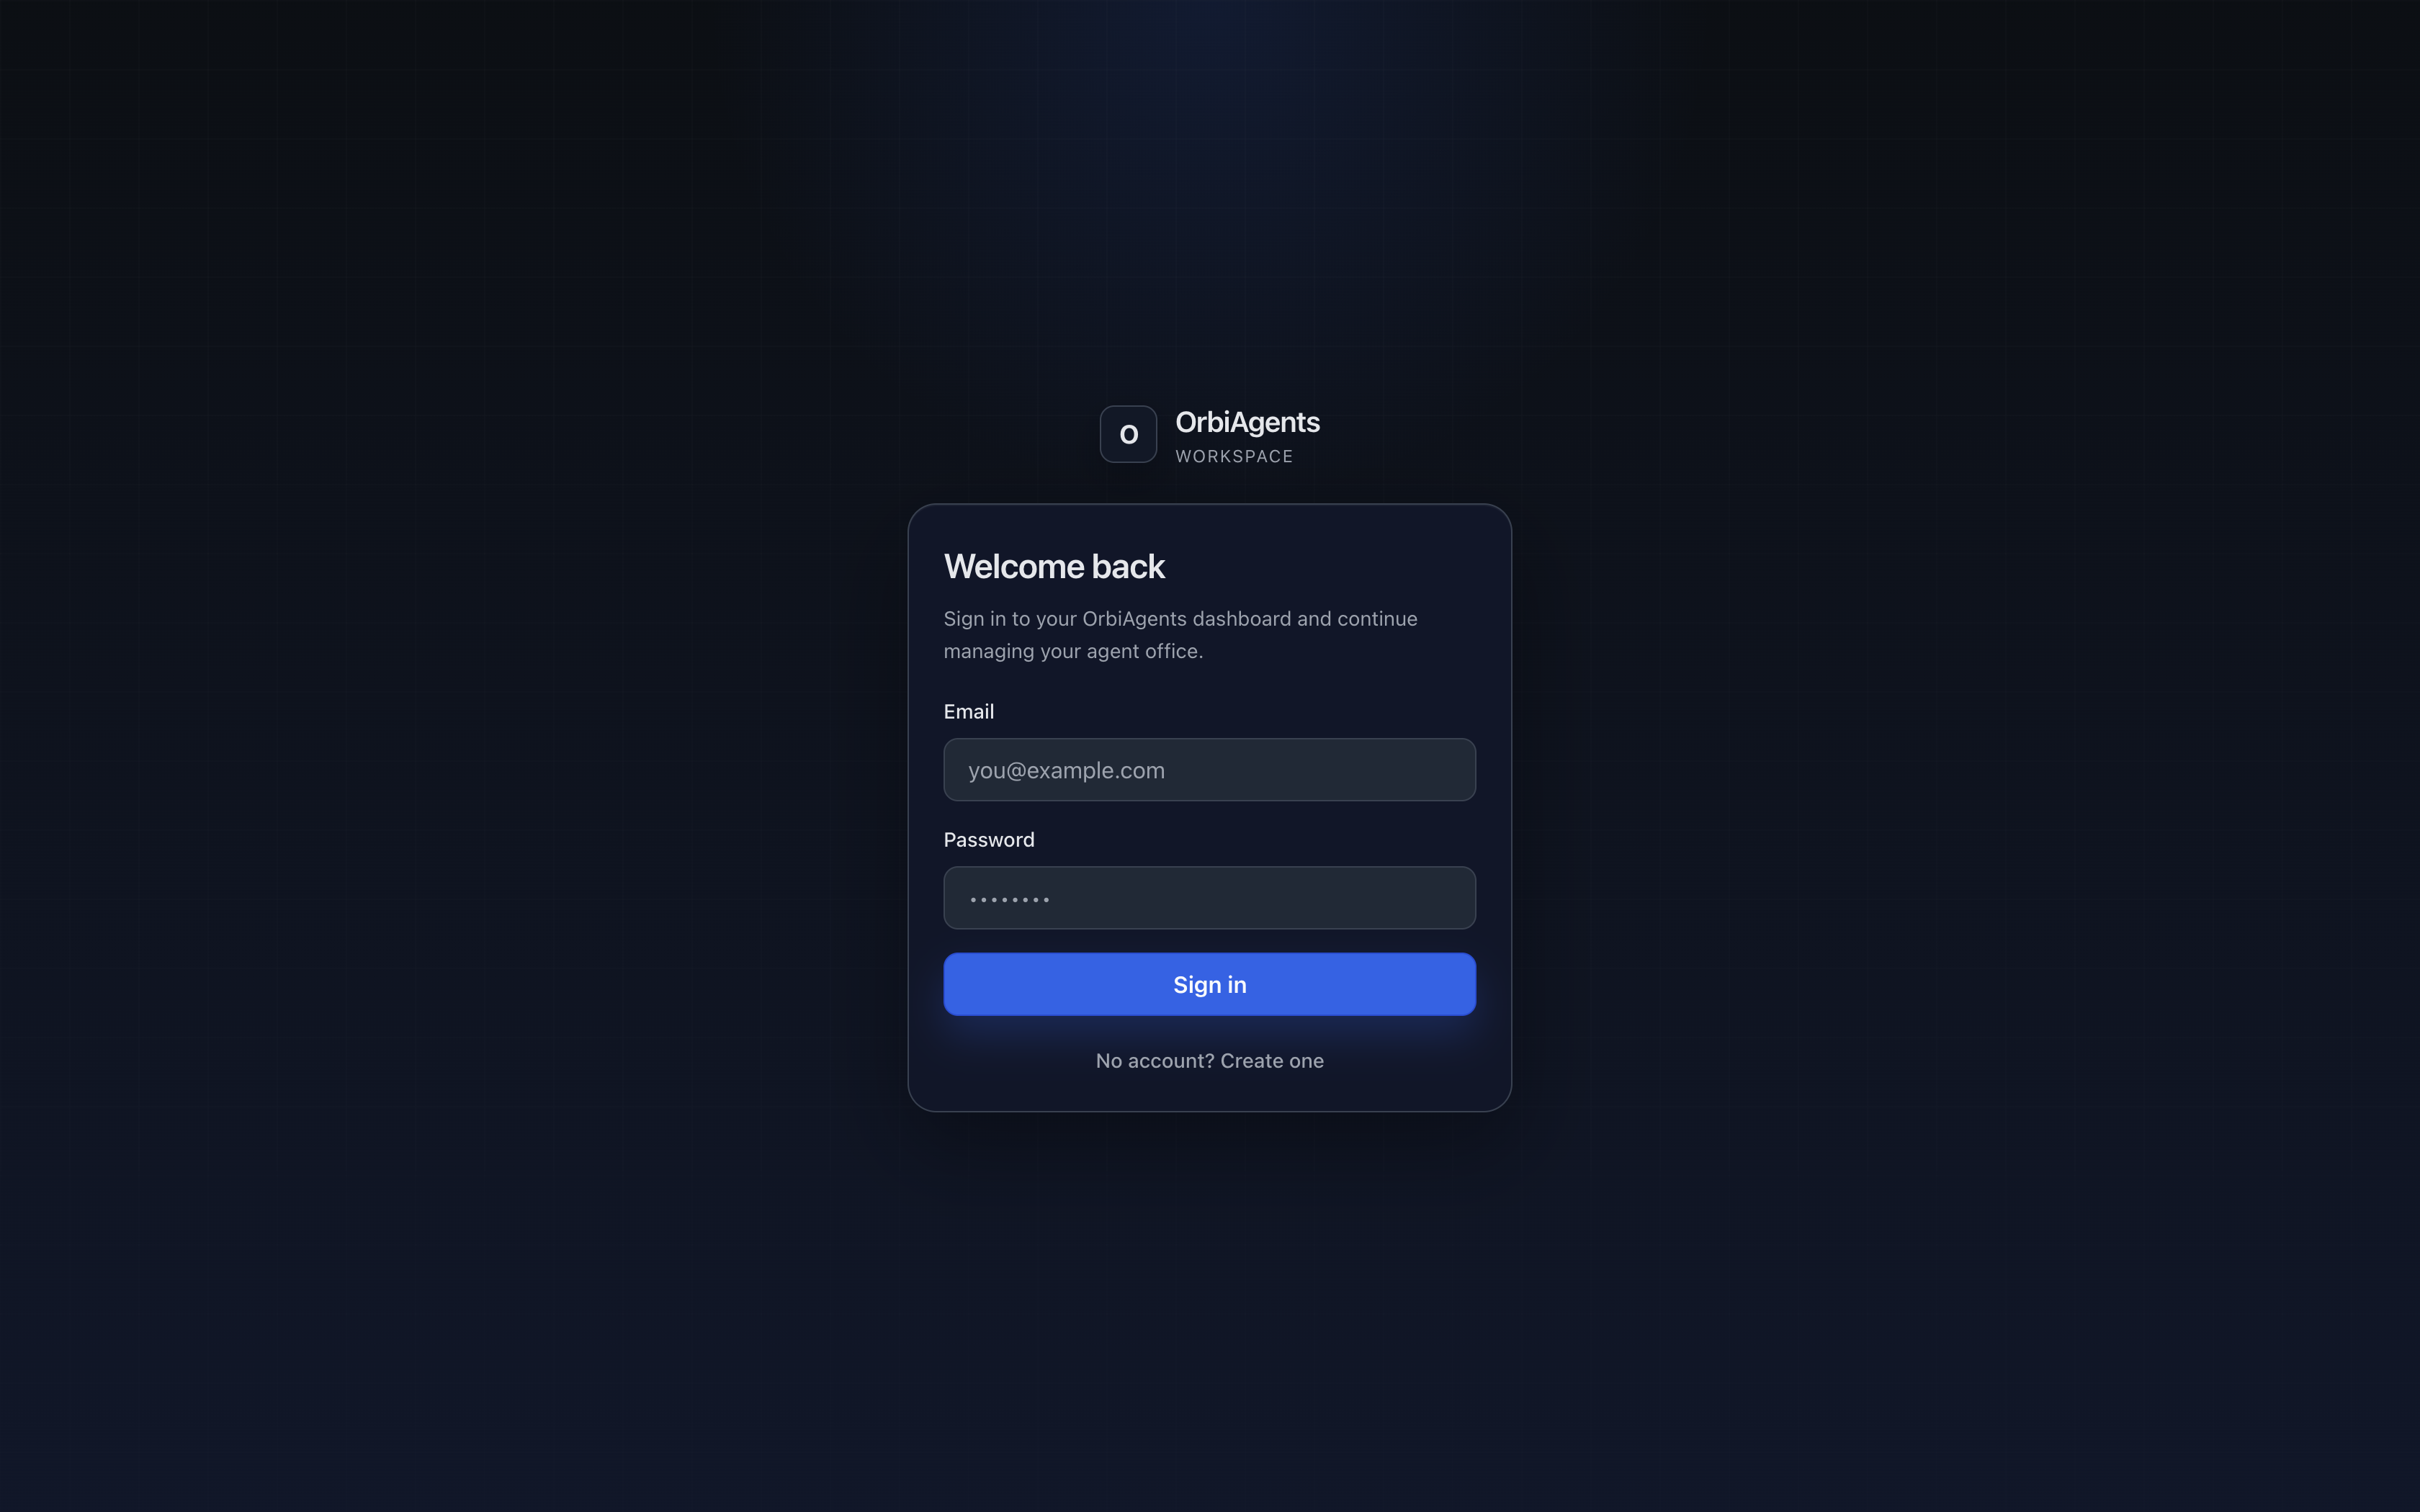 O
OrbiAgents
WORKSPACE
Welcome back
Sign in to your OrbiAgents dashboard and continue
managing your agent office.
Email
you@example.com
Password
••••••••
Sign in
No account? Create one